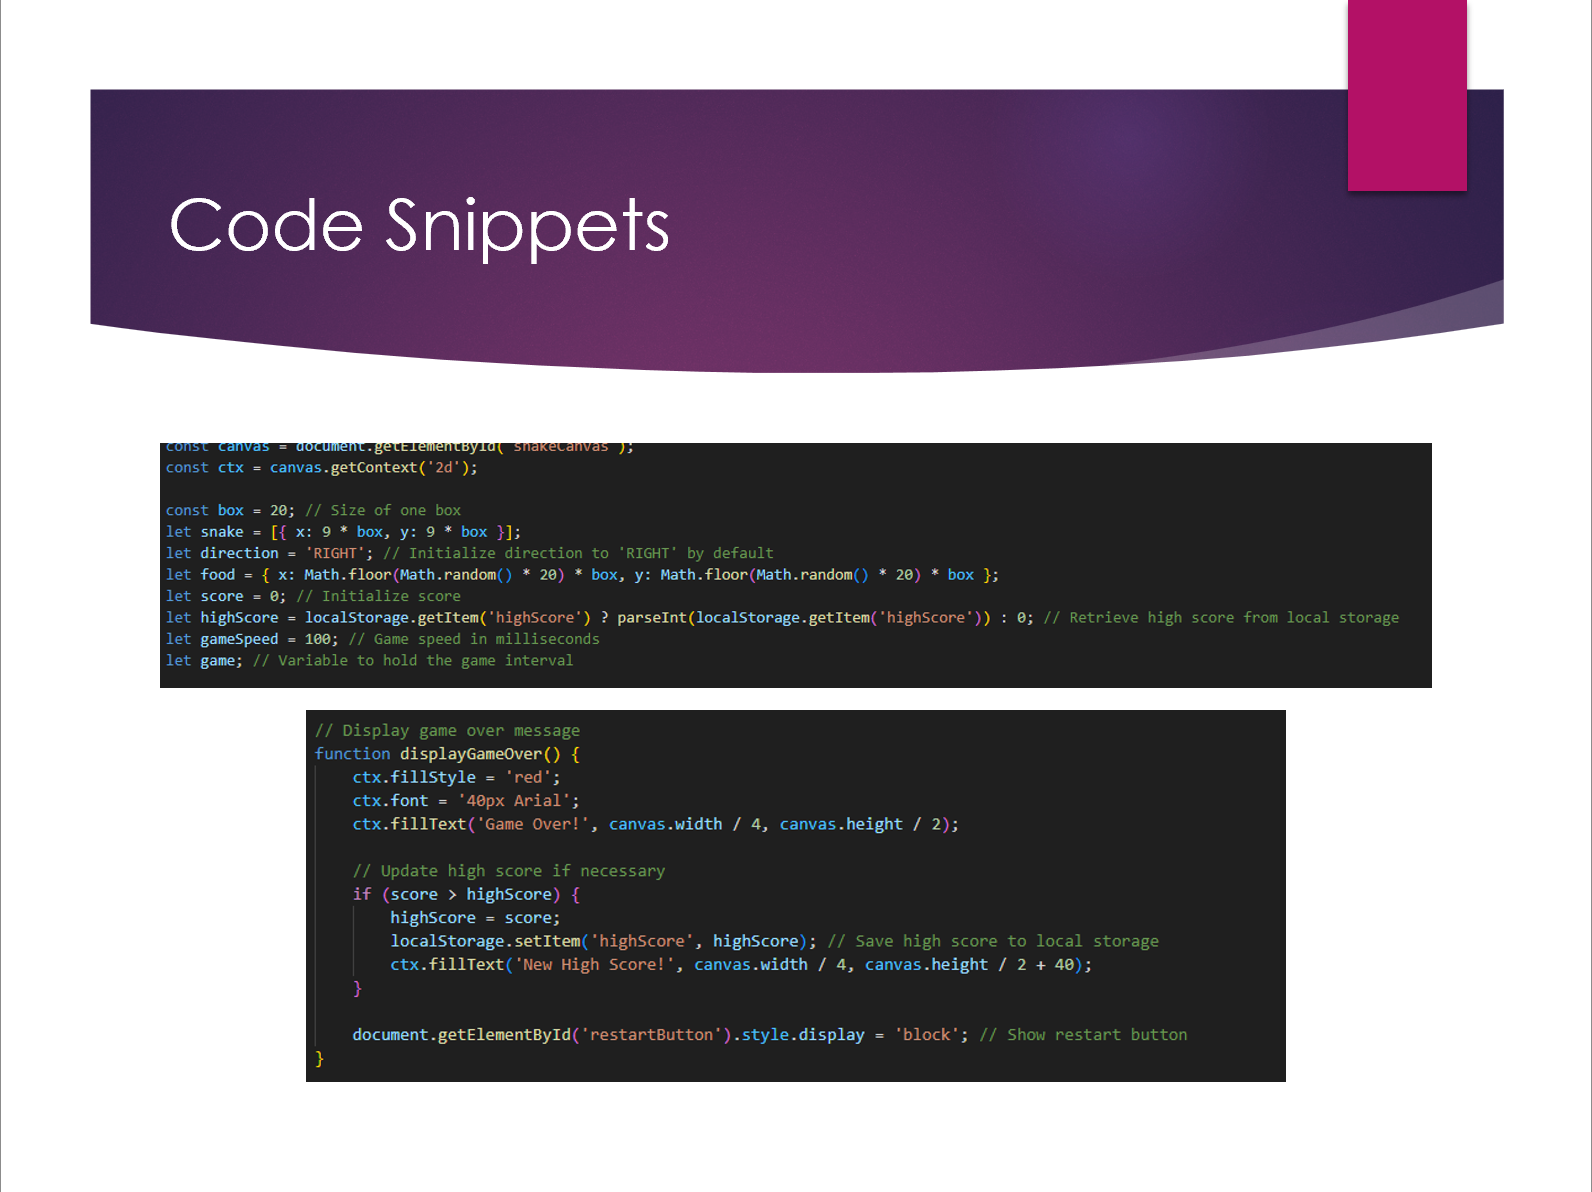 Code Snippets
const canvas = document.getElementById('snakeCanvas');
const ctx = canvas.getContext('2d');
const box = 20; // Size of one box
let snake = [{ x: 9 * box, y: 9 * box }];
let direction = 'RIGHT'; // Initialize direction to 'RIGHT' by default
let food = { x: Math.floor(Math.random() * 20) * box, y: Math.floor(Math.random() * 20) * box };
let score = 0; // Initialize score
let highScore = localStorage.getItem('highScore') ? parseInt(localStorage.getItem('highScore')) : 0; // Retrieve high score from local storage
let gameSpeed = 100; // Game speed in milliseconds
let game; // Variable to hold the game interval
// Display game over message
function displayGameOver() {
ctx.fillStyle = 'red';
ctx.font = '40px Arial';
ctx.fillText('Game Over!', canvas.width / 4, canvas.height / 2);
// Update high score if necessary
if (score > highScore) {
highScore = score;
localStorage.setItem('highScore', highScore); // Save high score to local storage
ctx.fillText('New High Score!', canvas.width / 4, canvas.height / 2 + 40);
}
document.getElementById('restartButton').style.display = 'block'; // Show restart button
}